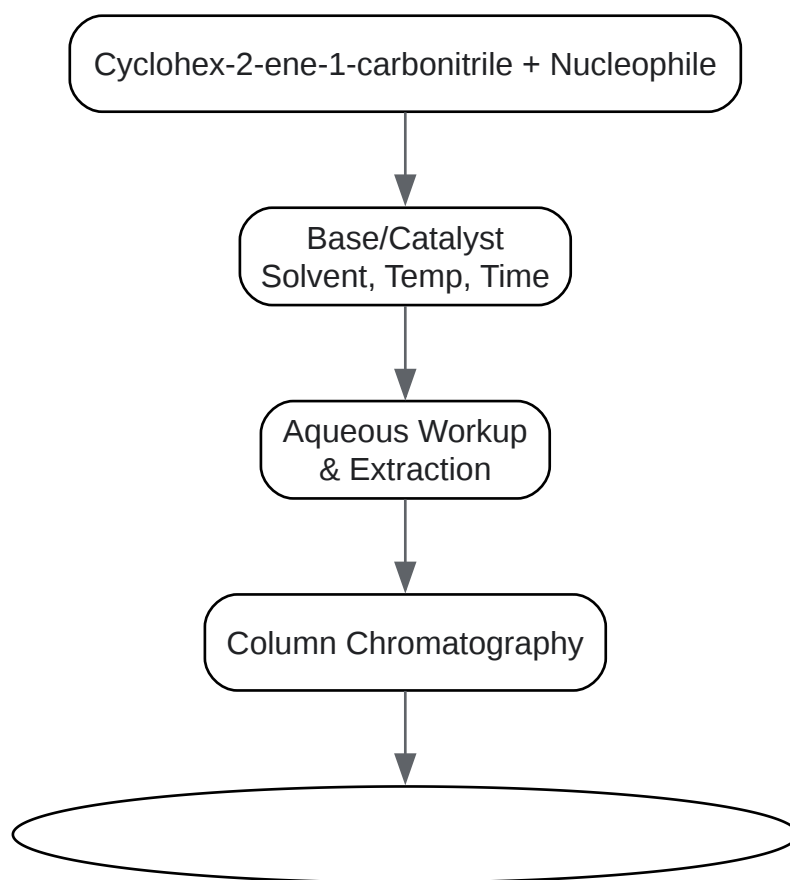 Cyclohex-2-ene-1-carbonitrile + Nucleophile
Base/Catalyst
Solvent, Temp, Time
Aqueous Workup
& Extraction
Column Chromatography